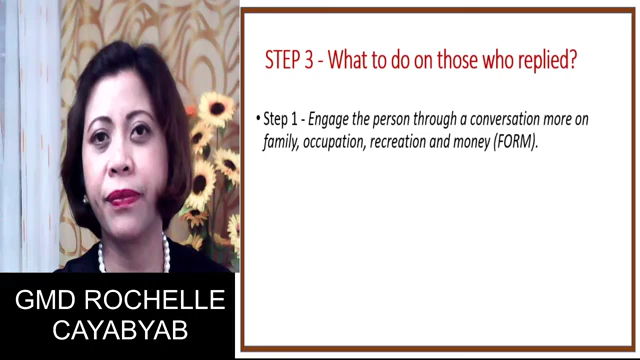 STEP 3 - What to do on those who replied?
• Step 1 - Engage the person through a conversation more on
family, occupation, recreation and money (FORM).
GMD ROCHELLE
CAYABYAB